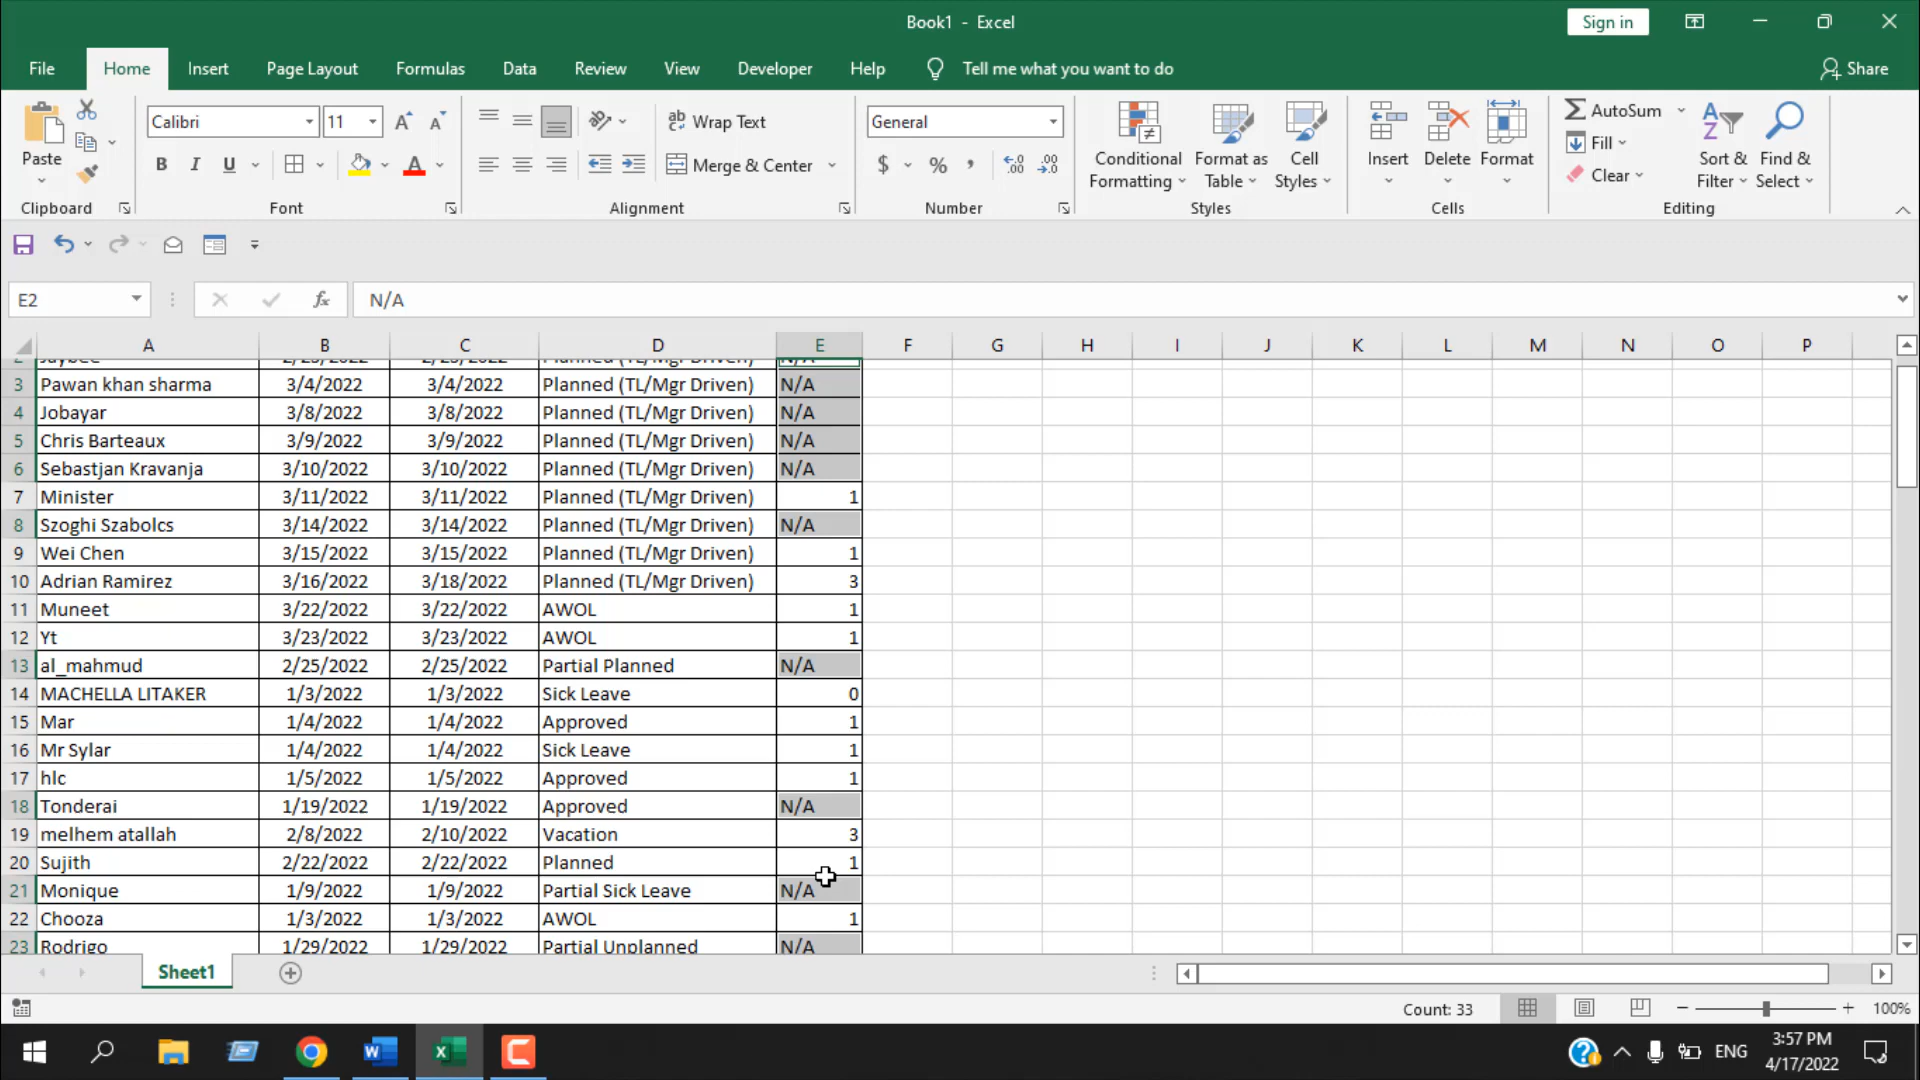 Book1 - Excel
Sign in
File Home Insert Page Layout Formulas Data Review View Developer Help Tell me what you want to do Share
Paste
Clipboard
Calibri 11
B I U
Font
Wrap Text
Merge & Center
Alignment
General
$ % ,
Number
Conditional Formatting
Format as Table
Cell Styles
Styles
Insert
Delete
Format
Cells
AutoSum
Fill
Clear
Sort & Filter
Find & Select
Editing
E2 fx N/A
A B C D E F G H I J K L M N O P
3 Pawan khan sharma 3/4/2022 3/4/2022 Planned (TL/Mgr Driven) N/A
4 Jobayar 3/8/2022 3/8/2022 Planned (TL/Mgr Driven) N/A
5 Chris Barteaux 3/9/2022 3/9/2022 Planned (TL/Mgr Driven) N/A
6 Sebastjan Kravanja 3/10/2022 3/10/2022 Planned (TL/Mgr Driven) N/A
7 Minister 3/11/2022 3/11/2022 Planned (TL/Mgr Driven) 1
8 Szoghi Szabolcs 3/14/2022 3/14/2022 Planned (TL/Mgr Driven) N/A
9 Wei Chen 3/15/2022 3/15/2022 Planned (TL/Mgr Driven) 1
10 Adrian Ramirez 3/16/2022 3/18/2022 Planned (TL/Mgr Driven) 3
11 Muneet 3/22/2022 3/22/2022 AWOL 1
12 Yt 3/23/2022 3/23/2022 AWOL 1
13 al_mahmud 2/25/2022 2/25/2022 Partial Planned N/A
14 MACHELLA LITAKER 1/3/2022 1/3/2022 Sick Leave 0
15 Mar 1/4/2022 1/4/2022 Approved 1
16 Mr Sylar 1/4/2022 1/4/2022 Sick Leave 1
17 hlc 1/5/2022 1/5/2022 Approved 1
18 Tonderai 1/19/2022 1/19/2022 Approved N/A
19 melhem atallah 2/8/2022 2/10/2022 Vacation 3
20 Sujith 2/22/2022 2/22/2022 Planned 1
21 Monique 1/9/2022 1/9/2022 Partial Sick Leave N/A
22 Chooza 1/3/2022 1/3/2022 AWOL 1
23 Rodrigo 1/29/2022 1/29/2022 Partial Unplanned N/A
Sheet1
Count: 33 100%
ENG
3:57 PM
4/17/2022